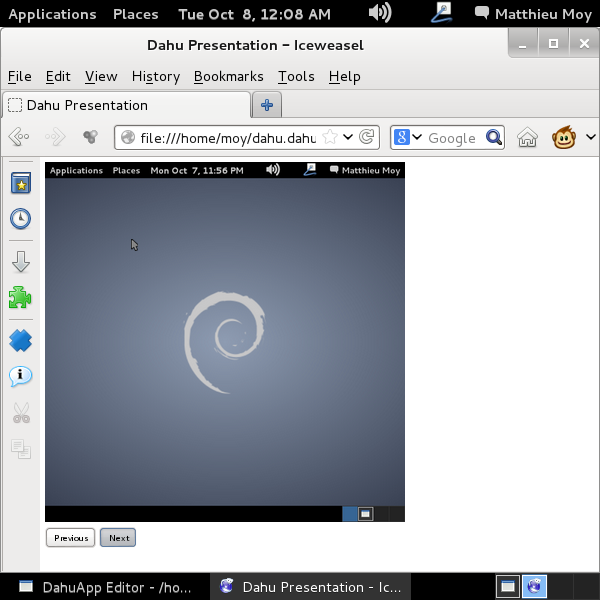 Applications Places Tue Oct 8, 12:08 AM Matthieu Moy
Dahu Presentation - Iceweasel
File Edit View History Bookmarks Tools Help
Dahu Presentation
file:///home/moy/dahu.dahu 8 Google
Applications Places Mon Oct 7, 11:56 PM Matthieu Moy
Previous Next
DahuApp Editor - /ho... Dahu Presentation - Ic...